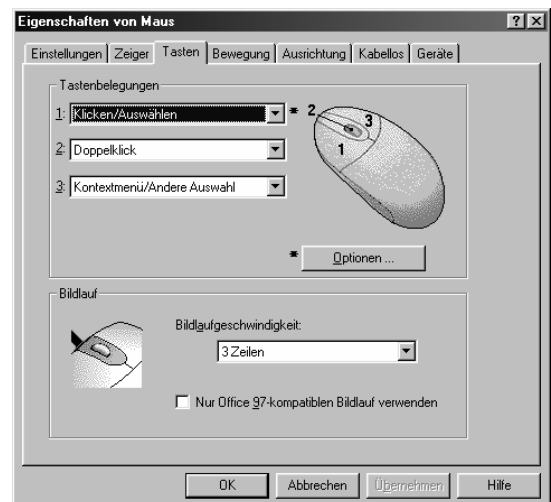 Eigenschaften von Maus
Einstellungen Zeiger Tasten Bewegung Ausrichtung Kabellos Geräte
Tastenbelegungen
1: Klicken/Auswählen * 2 3
2: Doppelklick 1
3: Kontextmenü/Andere Auswahl
* Optionen ...
Bildlauf
Bildlaufgeschwindigkeit:
3 Zeilen
Nur Office 97-kompatiblen Bildlauf verwenden
OK Abbrechen Übernehmen Hilfe